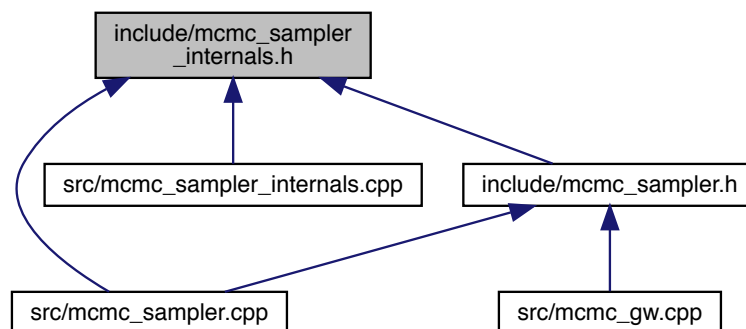 include/mcmc_sampler
_internals.h
src/mcmc_sampler_internals.cpp
include/mcmc_sampler.h
src/mcmc_sampler.cpp
src/mcmc_gw.cpp